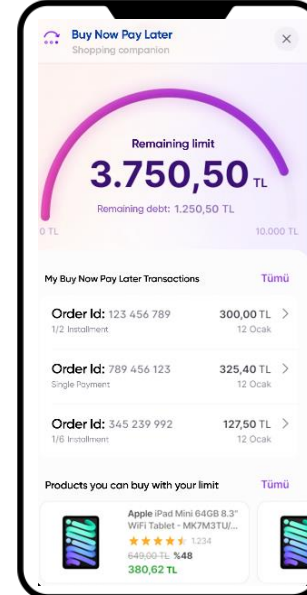 Buy Now Pay Later
Shopping companion
Remaining limit
3.750,50 TL
Remaining debt: 1.250,50 TL
0 TL
10.000 TL
My Buy Now Pay Later Transactions
Tümü
Order Id: 123 456 789
300,00 TL
1/2 Installment
12 Ocak
Order Id: 789 456 123
325,40 TL
Single Payment
12 Ocak
Order Id: 345 239 992
127,50 TL
1/6 Installment
12 Ocak
Products you can buy with your limit
Tümü
Apple iPad Mini 64GB 8.3"
WiFi Tablet - MK7M3TU/...
1.234
649,00 TL %48
380,62 TL